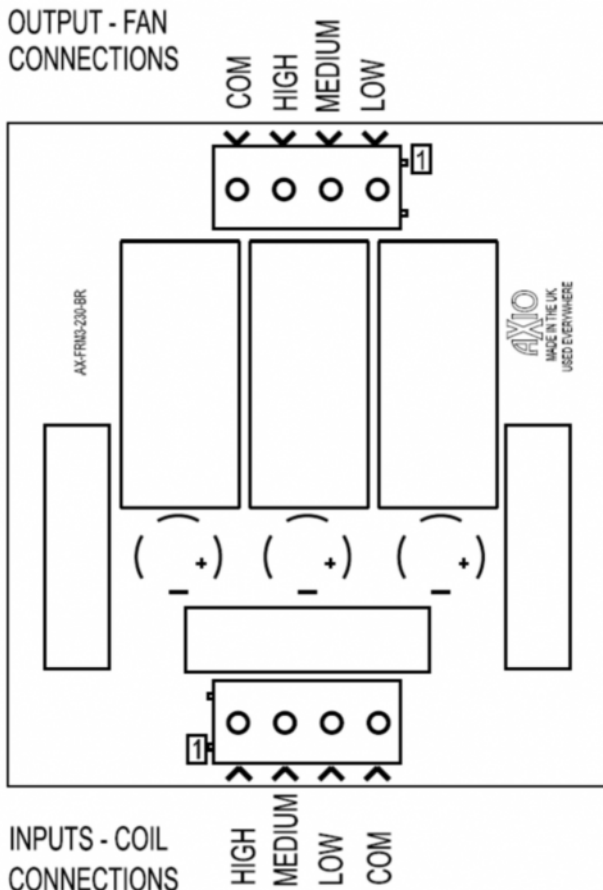 OUTPUT - FAN
CONNECTIONS
COM
HIGH
MEDIUM
LOW
1
AX-FRM3-230-BR
AXIO
MADE IN THE UK
USED EVERYWHERE
+
+
+
1
INPUTS - COIL
CONNECTIONS
HIGH
MEDIUM
LOW
COM